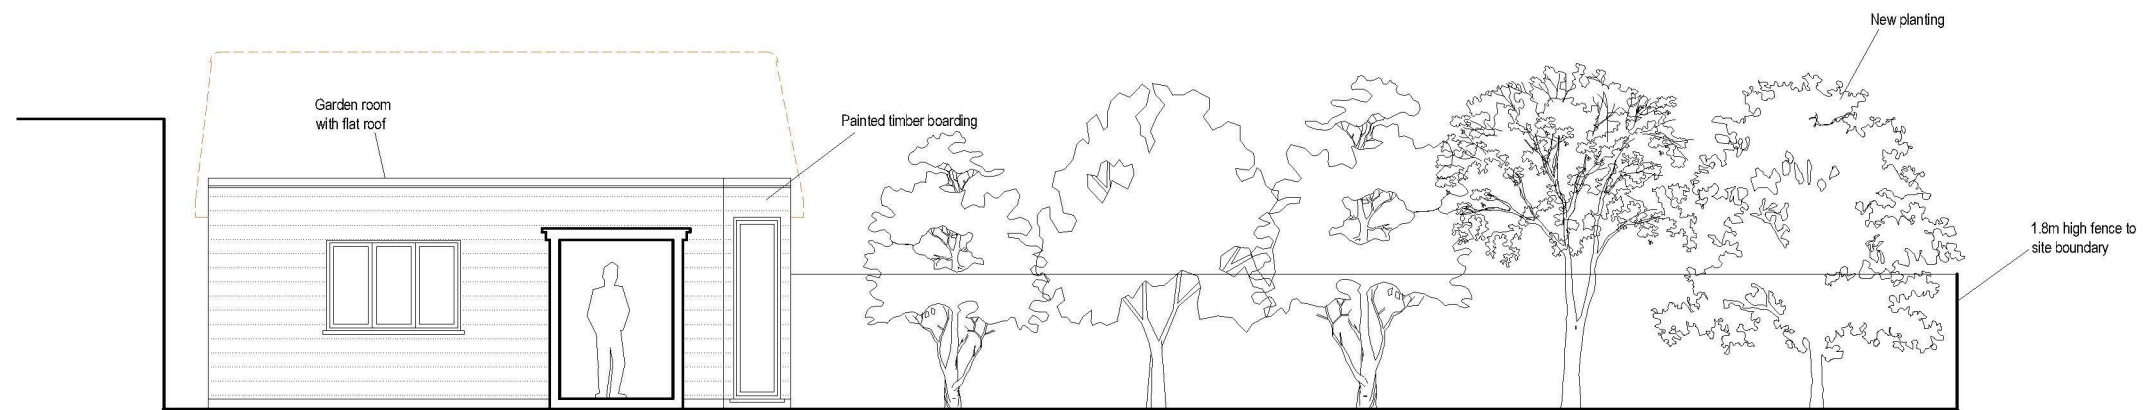 New planting
Garden room
with flat roof
Painted timber boarding
1.8m high fence to
site boundary